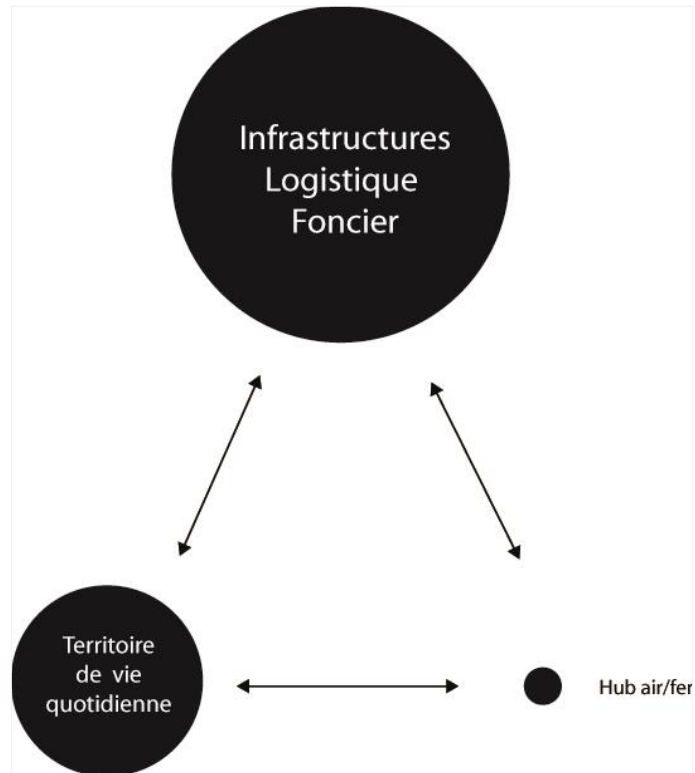 Infrastructures
Logistique
Foncier
Territoire
de vie
quotidienne
Hub air/fer